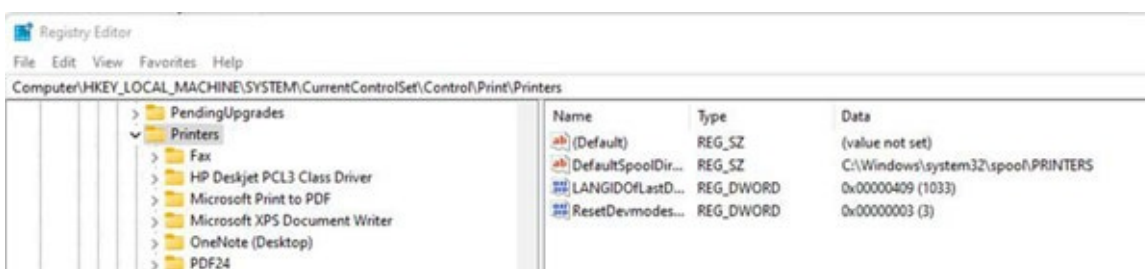 Registry Editor
File Edit View Favorites Help
Computer\HKEY_LOCAL_MACHINE\SYSTEM\CurrentControlSet\Control\Print\Printers
PendingUpgrades
Printers
Fax
HP Deskjet PCL3 Class Driver
Microsoft Print to PDF
Microsoft XPS Document Writer
OneNote (Desktop)
PDF24
Name Type Data
(Default) REG_SZ (value not set)
DefaultSpoolDir... REG_SZ C:\Windows\system32\spool\PRINTERS
LANGIDOfLastD... REG_DWORD 0x00000409 (1033)
ResetDevmodes... REG_DWORD 0x00000003 (3)